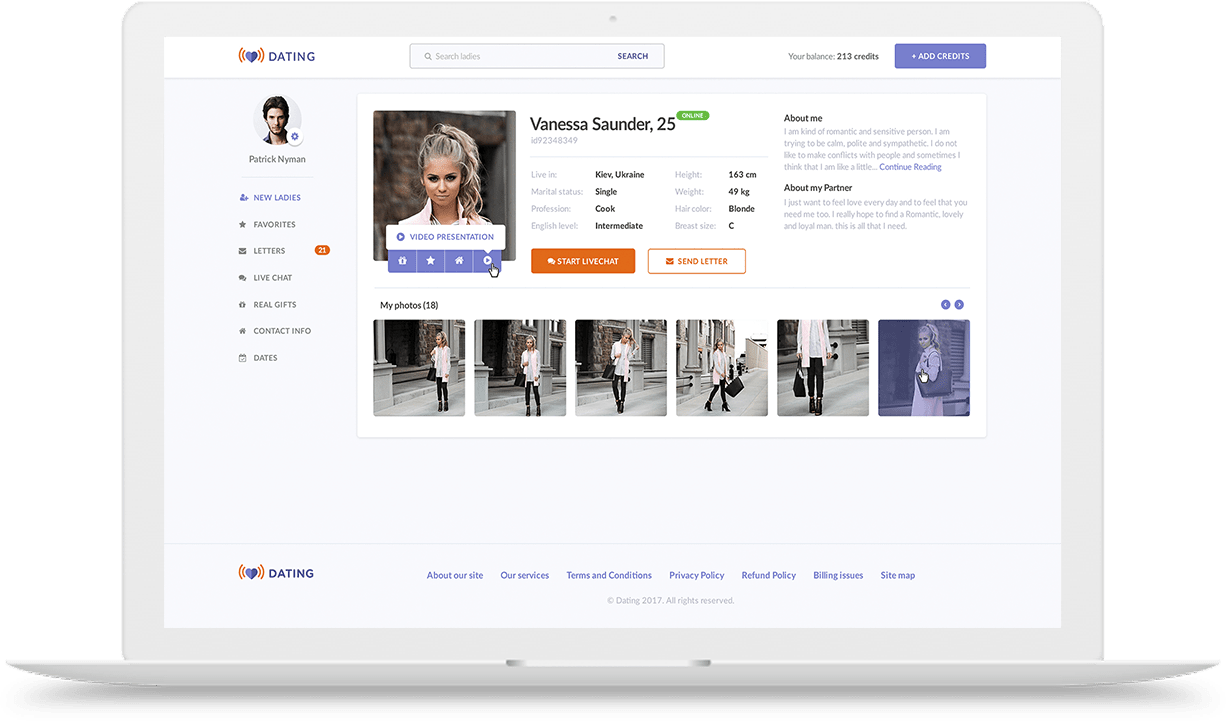 DATING
Search ladies
SEARCH
Your balance: 213 credits
+ ADD CREDITS
Patrick Nyman
NEW LADIES
FAVORITES
LETTERS 21
LIVE CHAT
REAL GIFTS
CONTACT INFO
DATES
VIDEO PRESENTATION
Vanessa Saunder, 25 ONLINE
id92348349
Live in: Kiev, Ukraine Height: 163 cm
Marital status: Single Weight: 49 kg
Profession: Cook Hair color: Blonde
English level: Intermediate Breast size: C
START LIVECHAT
SEND LETTER
About me
I am kind of romantic and sensitive person. I am
trying to be calm, polite and sympathetic. I do not
like to make conflicts with people and sometimes I
think that I am like a little... Continue Reading
About my Partner
I just want to feel love every day and to feel that you
need me too. I really hope to find a Romantic, lovely
and loyal man. this is all that I need.
My photos (18)
DATING
About our site Our services Terms and Conditions Privacy Policy Refund Policy Billing issues Site map
© Dating 2017. All rights reserved.